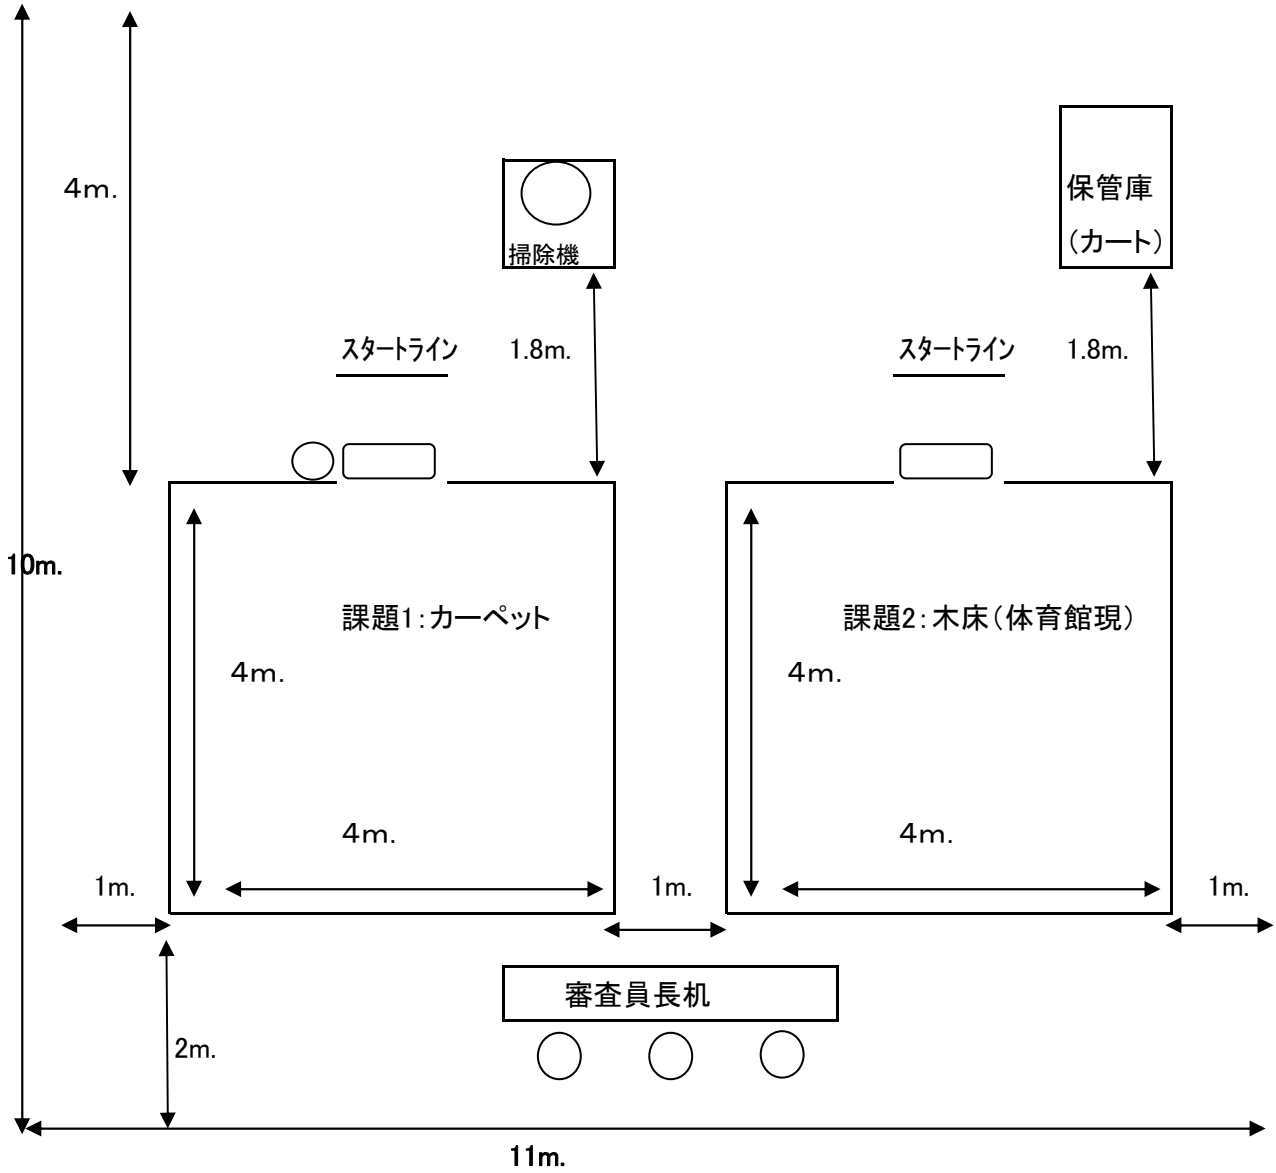 4m.
保管庫
(カート)
掃除機
スタートライン
1.8m.
スタートライン
1.8m.
10m.
課題1:カーペット
課題2:木床(体育館現)
4m.
4m.
4m.
4m.
1m.
1m.
1m.
審査員長机
2m.
11m.